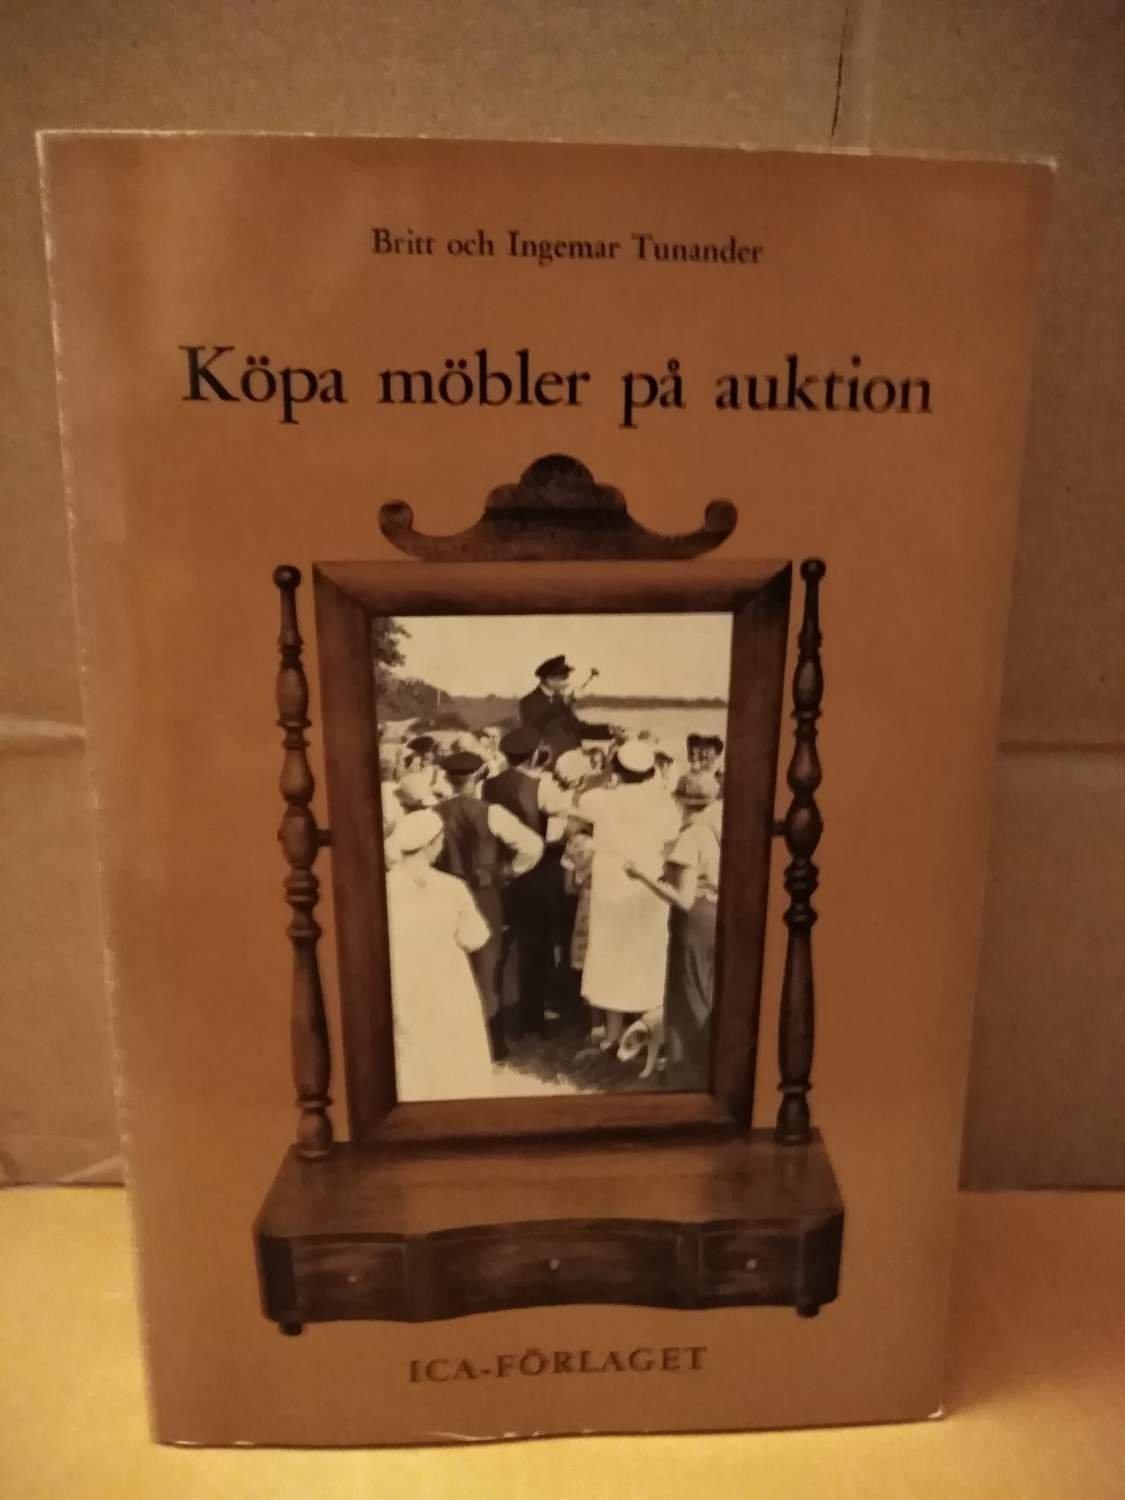 Britt och Ingemar Tunander
Köpa möbler på auktion
ICA-FÖRLAGET